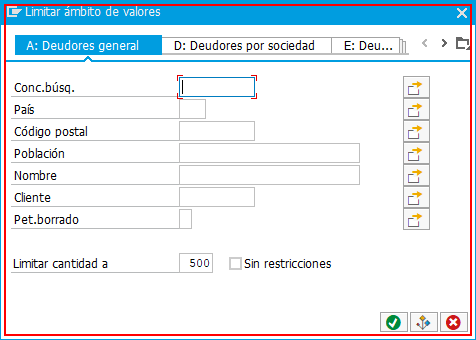 Limitar ámbito de valores
A: Deudores general
D: Deudores por sociedad
E: Deu...
Conc.búsq.
País
Código postal
Población
Nombre
Cliente
Pet.borrado
Limitar cantidad a 500 Sin restricciones